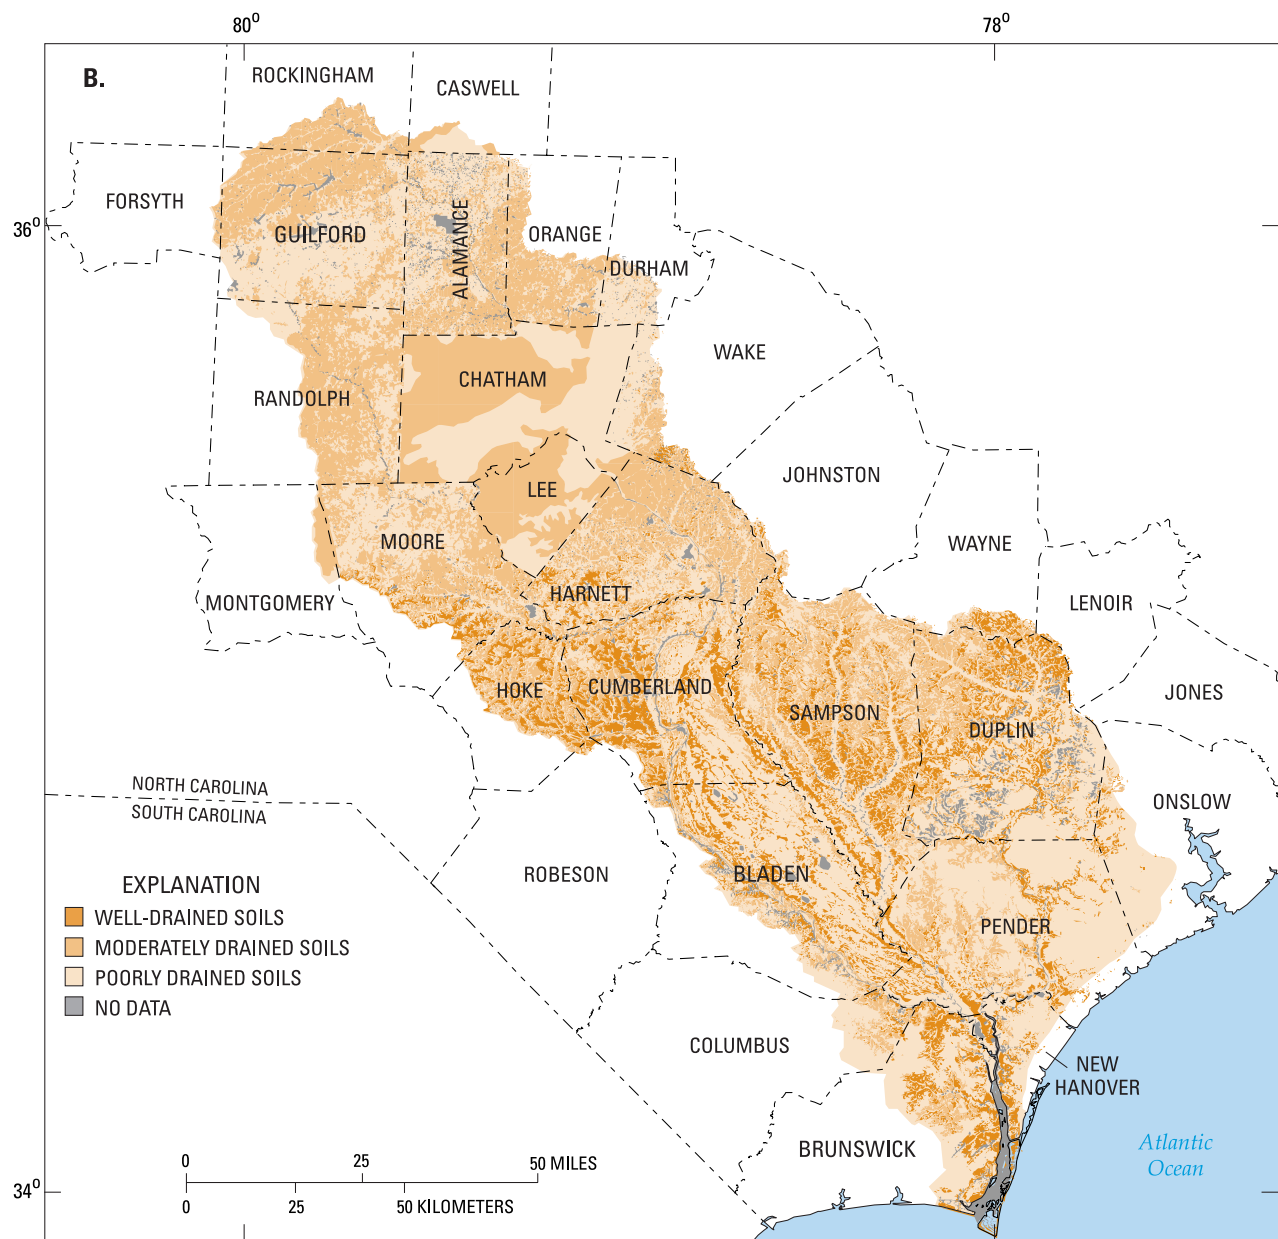 80°
78°
B.
ROCKINGHAM
CASWELL
FORSYTH
36°
GUILFORD
ALAMANCE
ORANGE
DURHAM
WAKE
CHATHAM
RANDOLPH
JOHNSTON
LEE
MOORE
WAYNE
HARNETT
MONTGOMERY
LENOIR
HOKE
CUMBERLAND
JONES
SAMPSON
DUPLIN
NORTH CAROLINA
SOUTH CAROLINA
ONSLOW
ROBESON
BLADEN
EXPLANATION
WELL-DRAINED SOILS
MODERATELY DRAINED SOILS
POORLY DRAINED SOILS
NO DATA
PENDER
COLUMBUS
NEW
HANOVER
BRUNSWICK
Atlantic
Ocean
0 25 50 MILES
0 25 50 KILOMETERS
34°